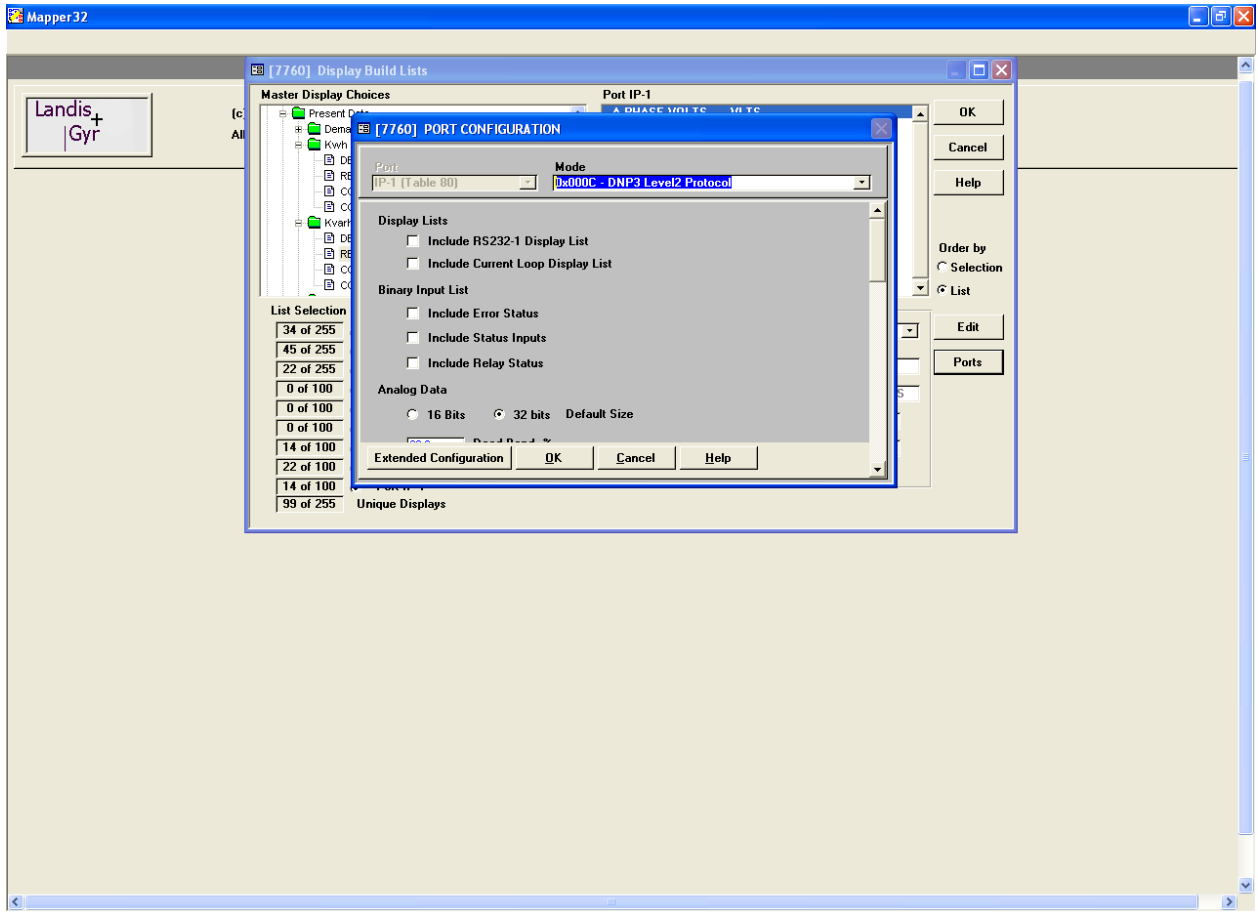 Mapper32
[7760] Display Build Lists
Landis+
|Gyr
Master Display Choices
Port IP-1
Present
Kwh
[7760] PORT CONFIGURATION
Port
IP-1 (Table 80)
Mode
0x000C - DNP3 Level2 Protocol
Display Lists
Include RS232-1 Display List
Include Current Loop Display List
Binary Input List
Include Error Status
Include Status Inputs
Include Relay Status
Analog Data
16 Bits
32 bits
Default Size
Extended Configuration
OK
Cancel
Help
OK
Cancel
Help
Order by
Selection
List
Edit
Ports
List Selection
34 of 255
45 of 255
22 of 255
0 of 100
0 of 100
0 of 100
14 of 100
22 of 100
14 of 100
99 of 255 Unique Displays